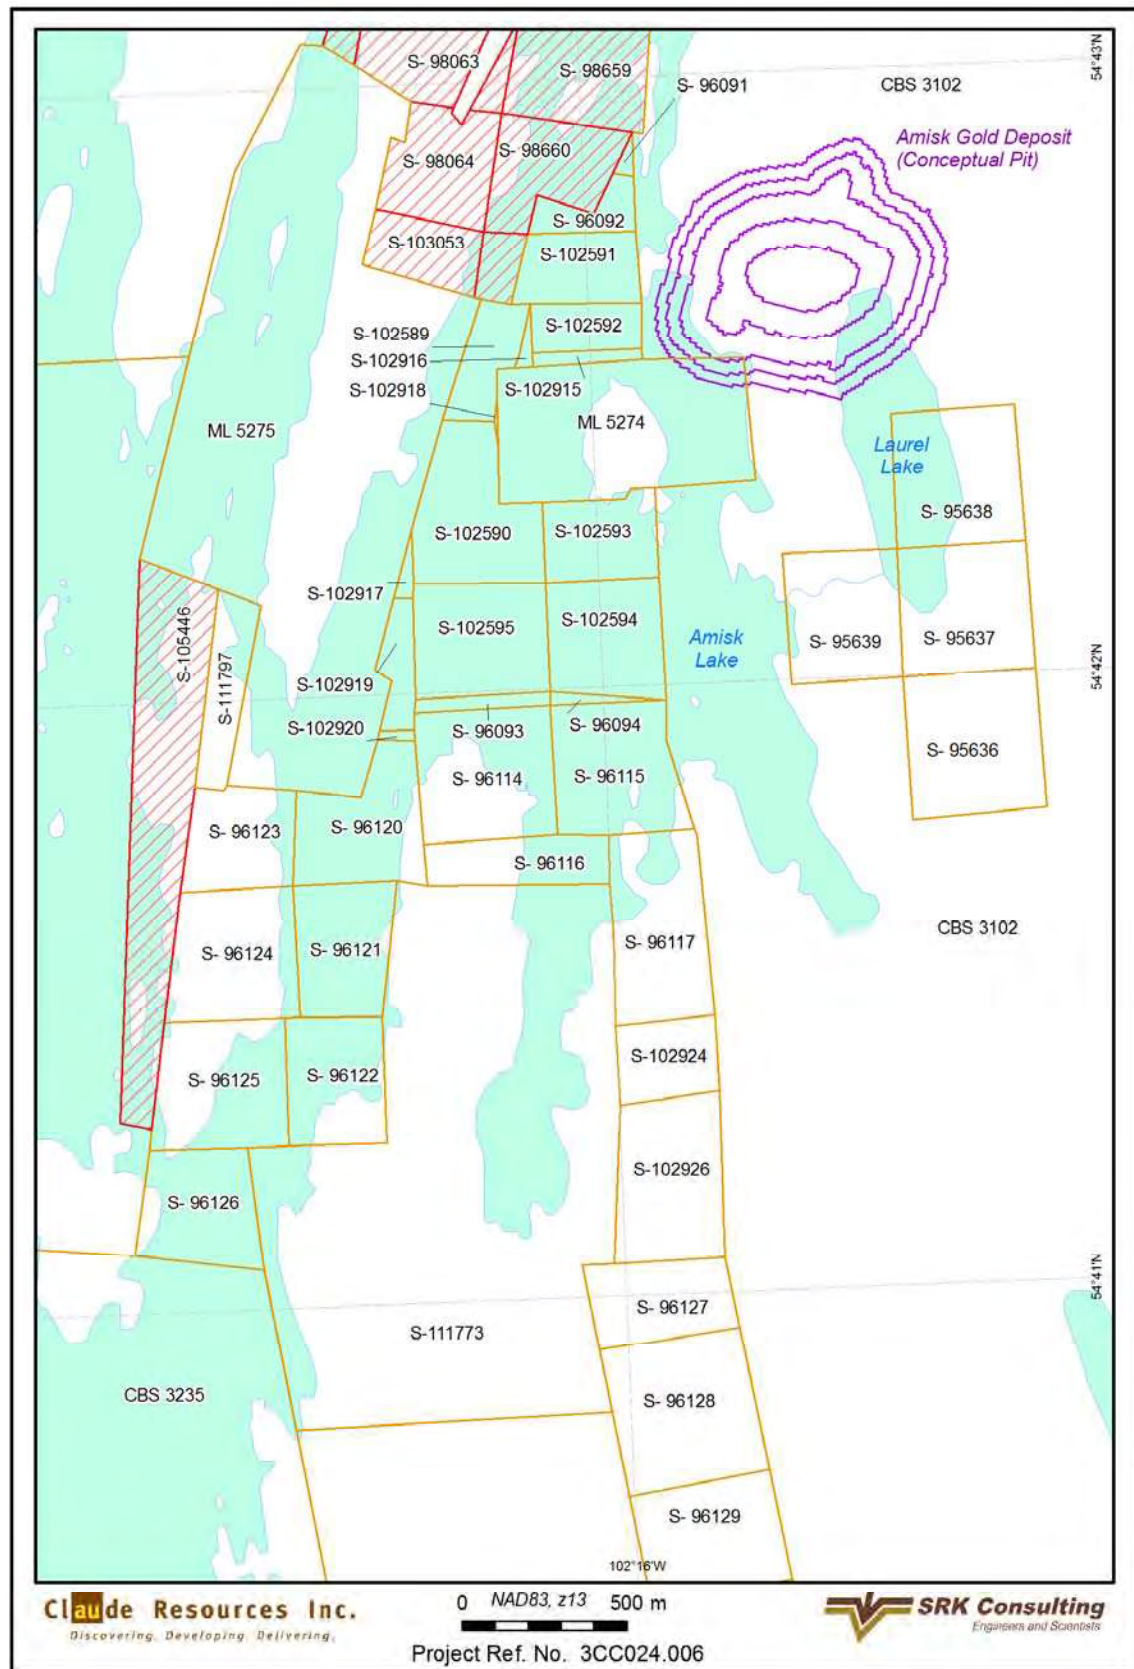 S- 98063
S- 98659
S- 96091
CBS 3102
54°43'N
Amisk Gold Deposit
(Conceptual Pit)
S- 98064
S- 98660
S- 96092
S-103053
S-102591
S-102589
S-102592
S-102916
S-102918
S-102915
ML 5275
ML 5274
Laurel
Lake
S- 95638
S-102590
S-102593
S-102917
S-102595
S-102594
Amisk
Lake
S- 95639
S- 95637
54°42'N
S-105446
S-111797
S-102919
S-102920
S- 96093
S- 96094
S- 95636
S- 96114
S- 96115
S- 96123
S- 96120
S- 96116
S- 96124
S- 96121
S- 96117
CBS 3102
S-102924
S- 96125
S- 96122
S-102926
S- 96126
54°41'N
S- 96127
S-111773
CBS 3235
S- 96128
S- 96129
102°16'W
Claude Resources Inc.
Discovering. Developing. Delivering.
0 NAD83, z13 500 m
Project Ref. No. 3CC024.006
SRK Consulting
Engineers and Scientists